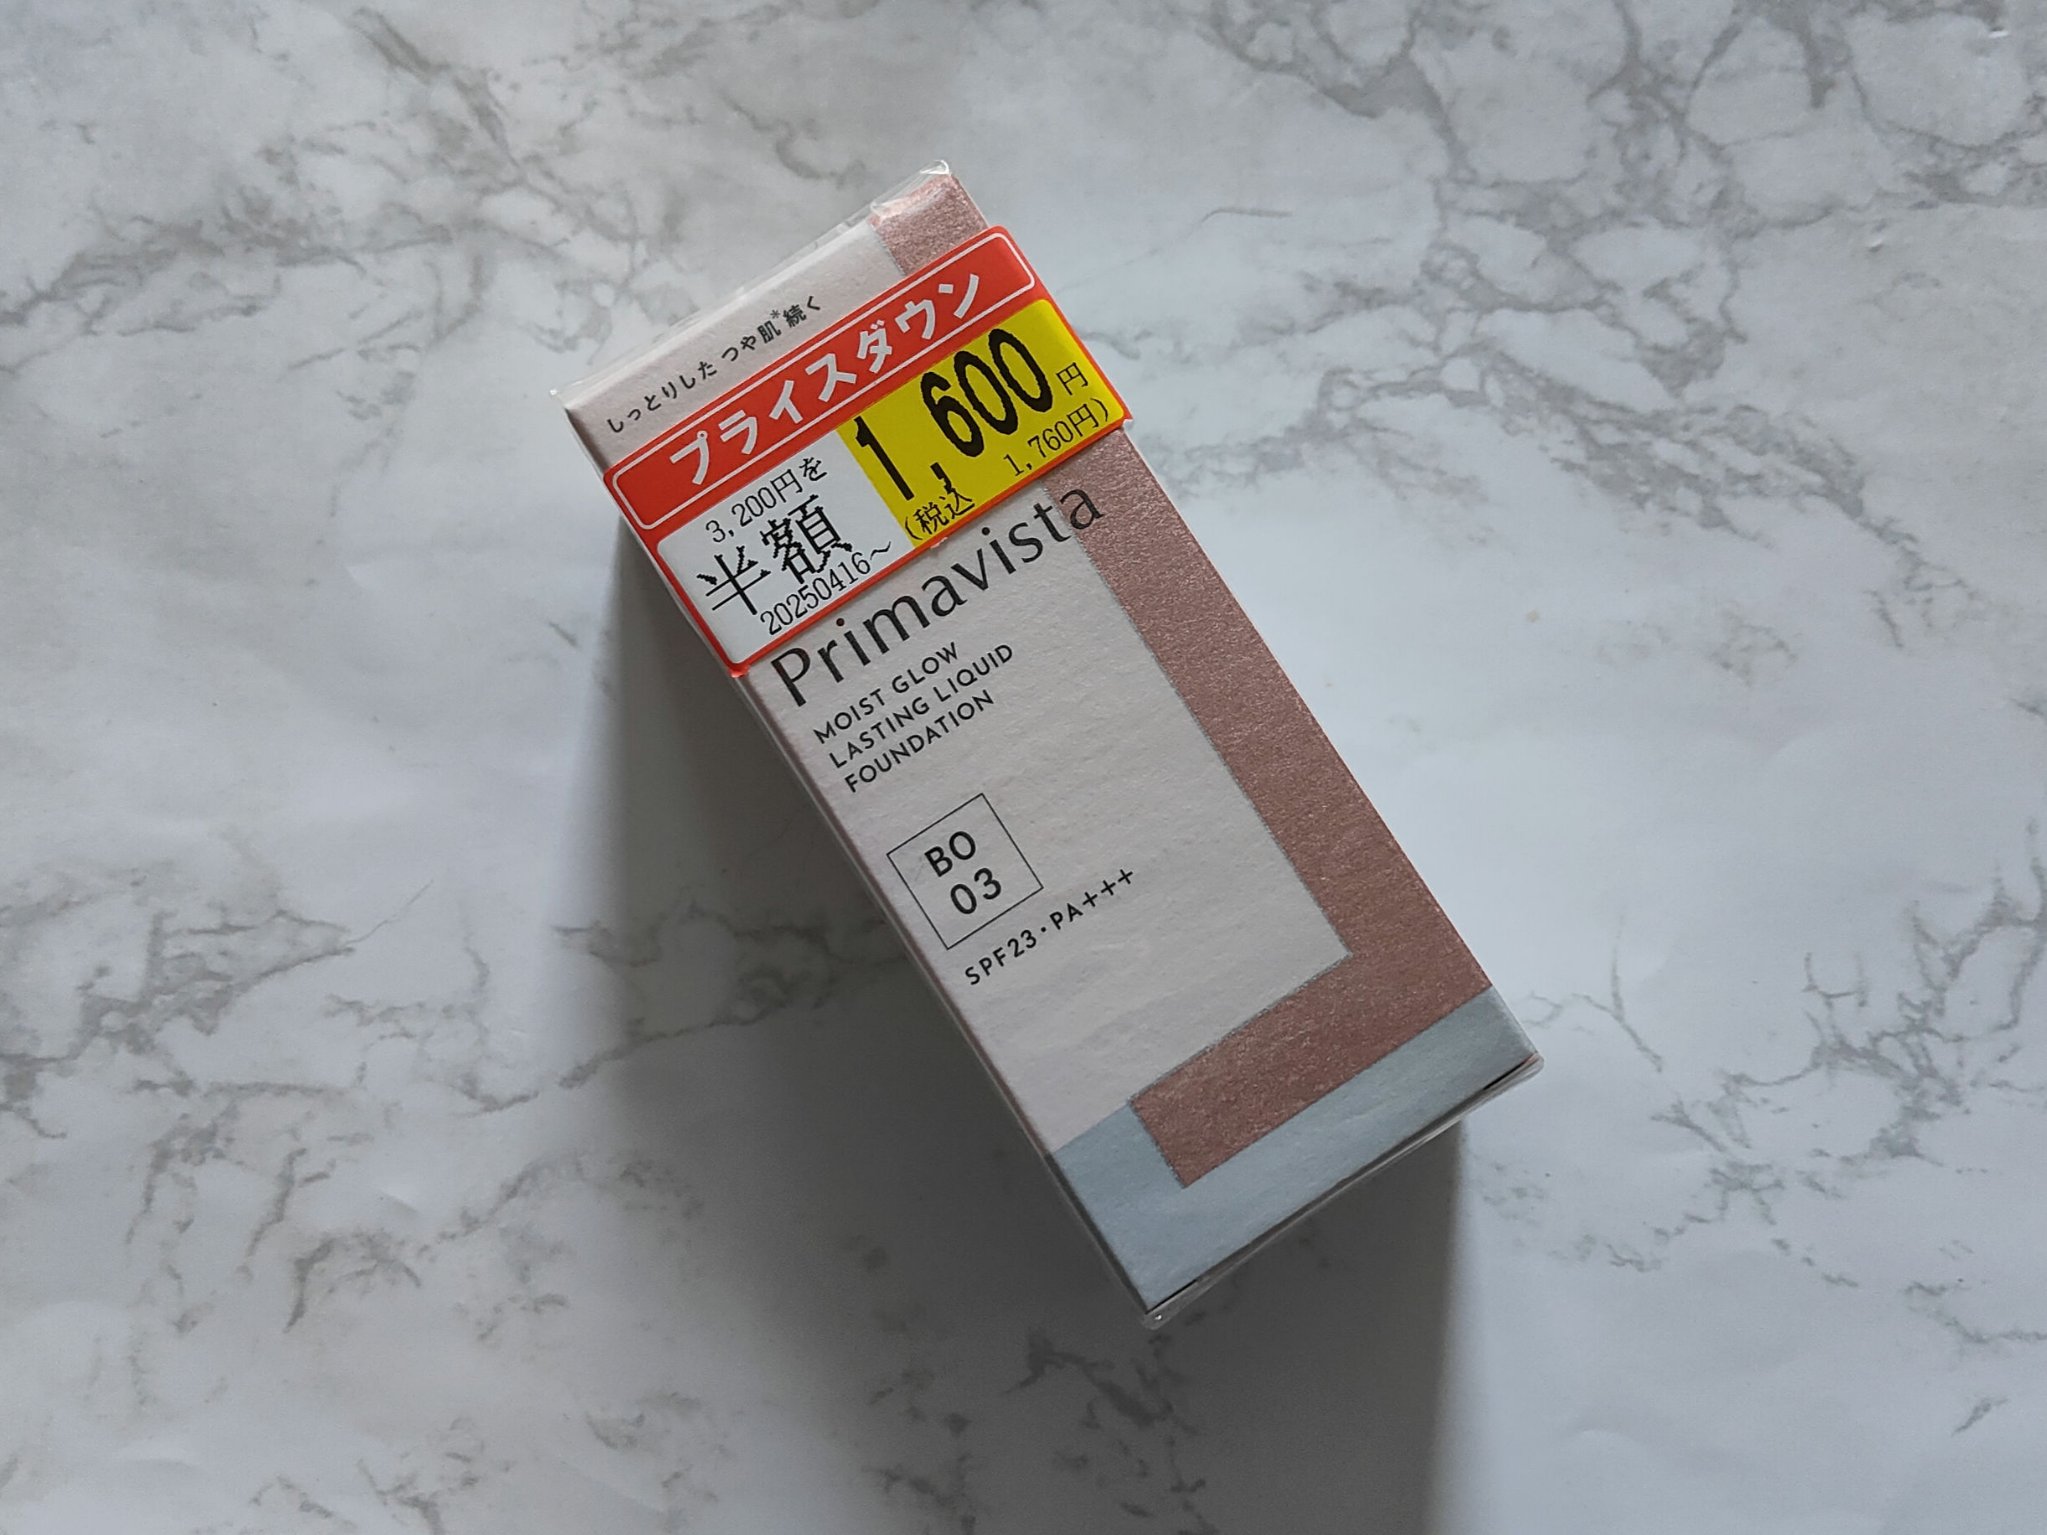 しっとりした つや肌*続く
プライスダウン
3,200円を
半額
20250416～
1,600円
(税込 1,760円)
Primavista
MOIST GLOW
LASTING LIQUID
FOUNDATION
BO
03
SPF23・PA+++